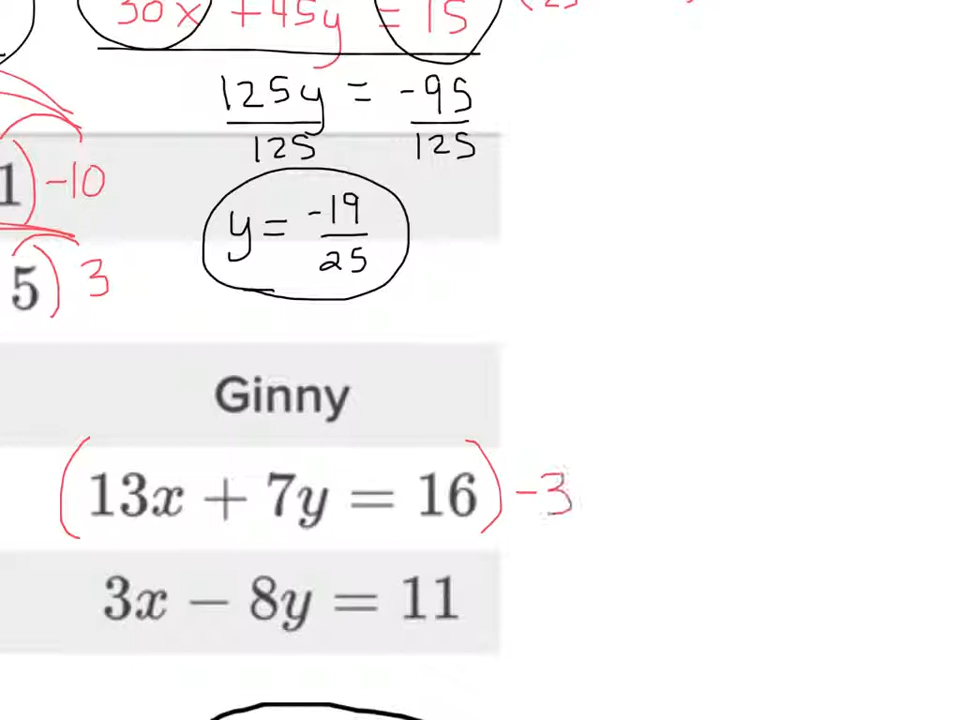 30x + 45y = 15
125y = -95
125 125
1) -10
y = -19/25
5) 3
Ginny
(13x + 7y = 16) -3
3x − 8y = 11